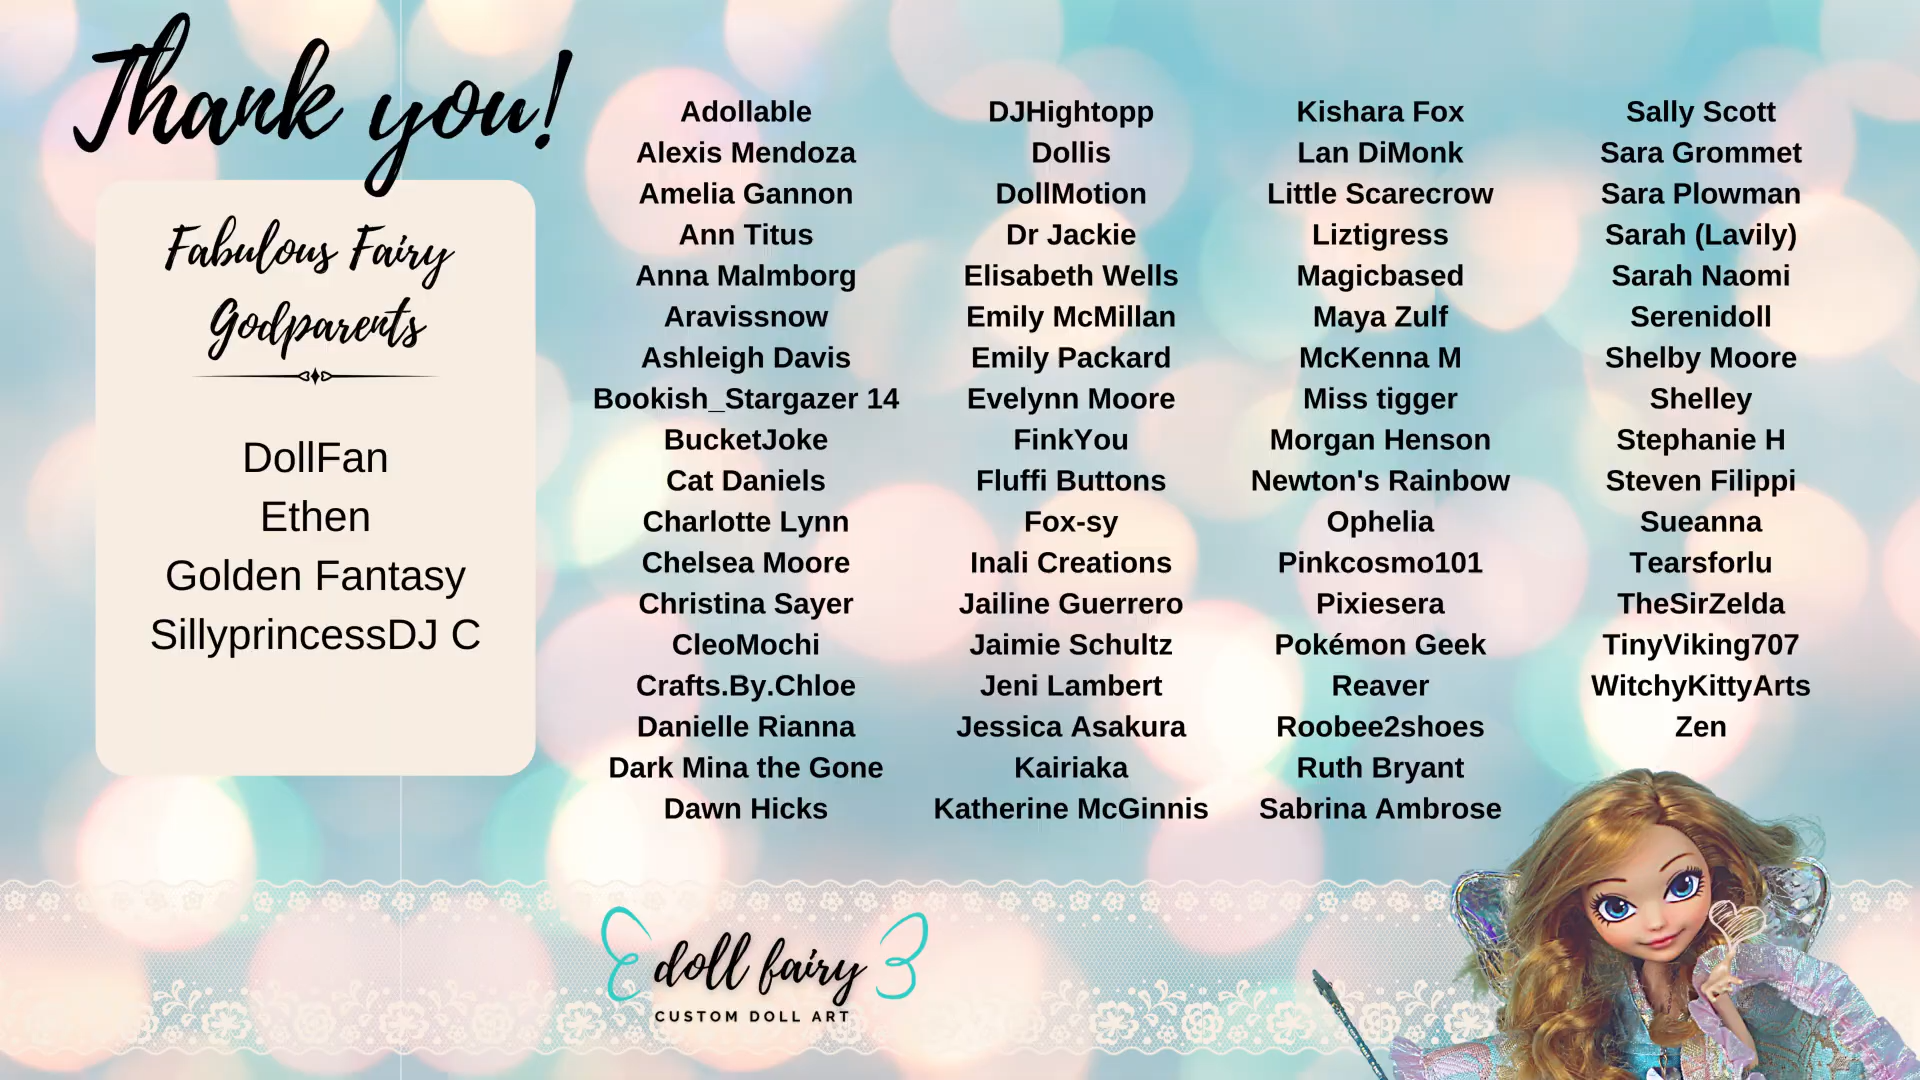 Thank you!
Fabulous Fairy
Godparents
DollFan
Ethen
Golden Fantasy
SillyprincessDJ C
Adollable
Alexis Mendoza
Amelia Gannon
Ann Titus
Anna Malmborg
Aravissnow
Ashleigh Davis
Bookish_Stargazer 14
BucketJoke
Cat Daniels
Charlotte Lynn
Chelsea Moore
Christina Sayer
CleoMochi
Crafts.By.Chloe
Danielle Rianna
Dark Mina the Gone
Dawn Hicks
DJHightopp
Dollis
DollMotion
Dr Jackie
Elisabeth Wells
Emily McMillan
Emily Packard
Evelynn Moore
FinkYou
Fluffi Buttons
Fox-sy
Inali Creations
Jailine Guerrero
Jaimie Schultz
Jeni Lambert
Jessica Asakura
Kairiaka
Katherine McGinnis
Kishara Fox
Lan DiMonk
Little Scarecrow
Liztigress
Magicbased
Maya Zulf
McKenna M
Miss tigger
Morgan Henson
Newton's Rainbow
Ophelia
Pinkcosmo101
Pixiesera
Pokémon Geek
Reaver
Roobee2shoes
Ruth Bryant
Sabrina Ambrose
Sally Scott
Sara Grommet
Sara Plowman
Sarah (Lavily)
Sarah Naomi
Serenidoll
Shelby Moore
Shelley
Stephanie H
Steven Filippi
Sueanna
Tearsforlu
TheSirZelda
TinyViking707
WitchyKittyArts
Zen
doll fairy
CUSTOM DOLL ART